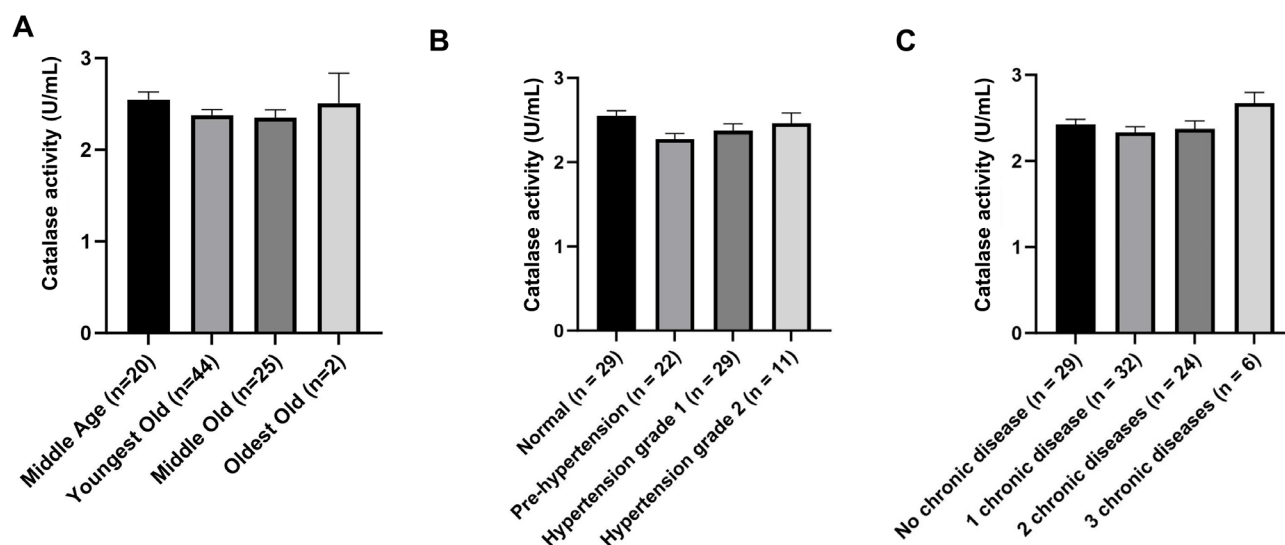 A
Catalase activity (U/mL)
3
2
1
0
Middle Age (n=20)
Youngest Old (n=44)
Middle Old (n=25)
Oldest Old (n=2)
B
Catalase activity (U/mL)
3
2
1
0
Normal (n = 29)
Pre-hypertension (n = 22)
Hypertension grade 1 (n = 29)
Hypertension grade 2 (n = 11)
C
Catalase activity (U/mL)
3
2
1
0
No chronic disease (n = 29)
1 chronic disease (n = 32)
2 chronic diseases (n = 24)
3 chronic diseases (n = 6)